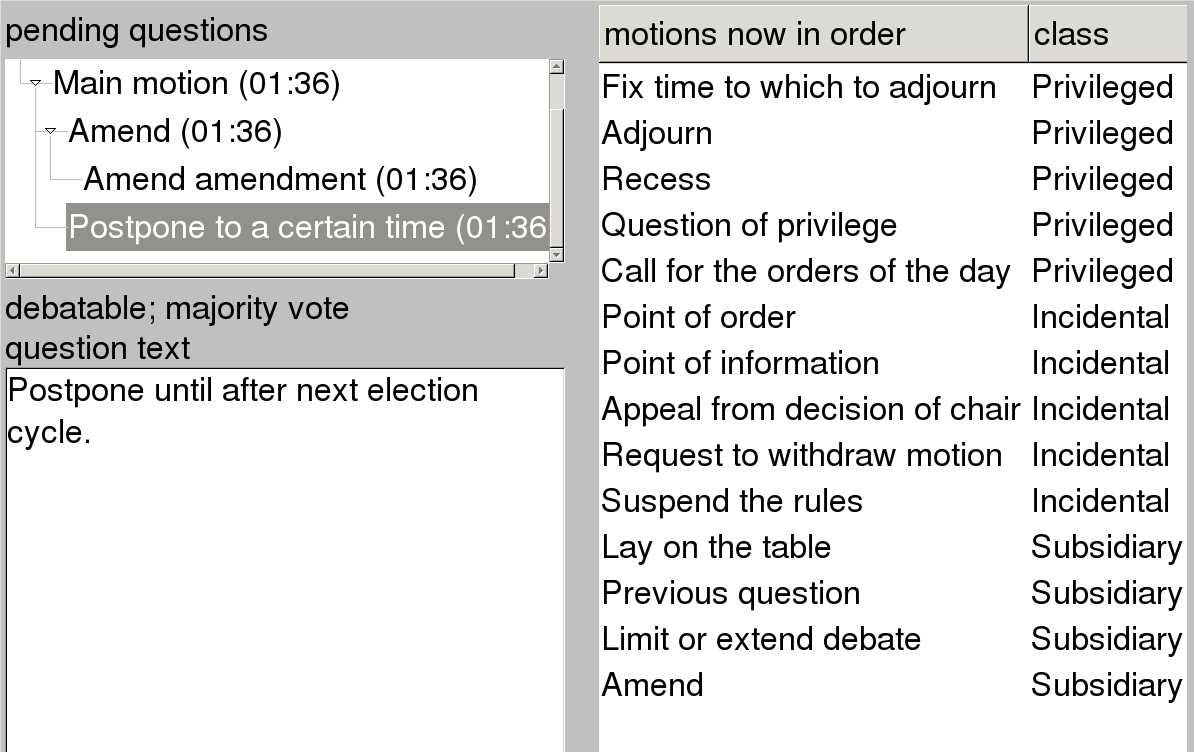 pending questions
Main motion (01:36)
Amend (01:36)
Amend amendment (01:36)
Postpone to a certain time (01:36
debatable; majority vote
question text
Postpone until after next election
cycle.
motions now in order class
Fix time to which to adjourn Privileged
Adjourn Privileged
Recess Privileged
Question of privilege Privileged
Call for the orders of the day Privileged
Point of order Incidental
Point of information Incidental
Appeal from decision of chair Incidental
Request to withdraw motion Incidental
Suspend the rules Incidental
Lay on the table Subsidiary
Previous question Subsidiary
Limit or extend debate Subsidiary
Amend Subsidiary